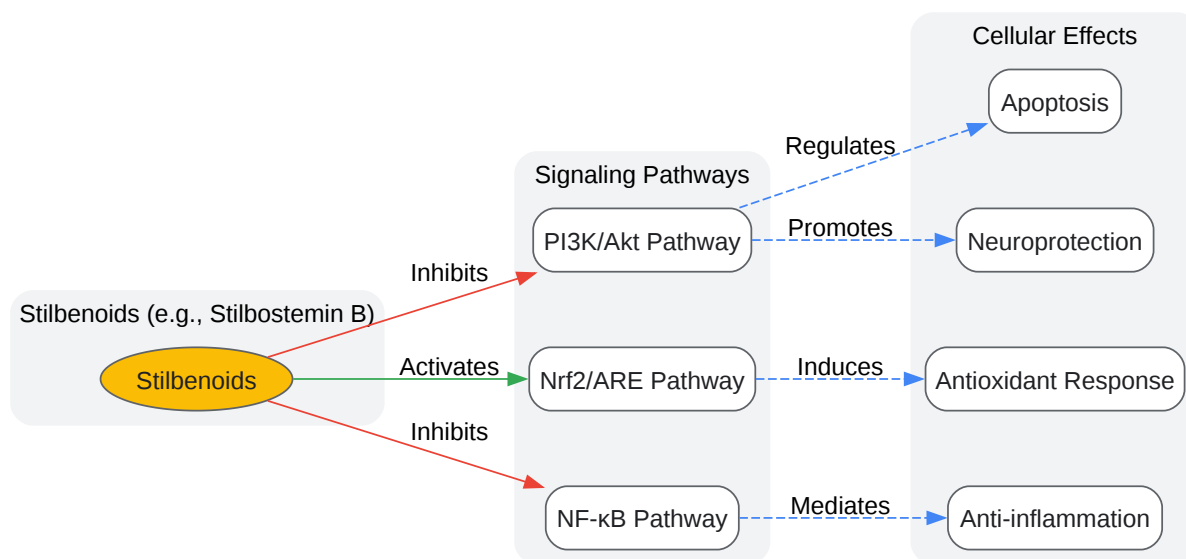 Cellular Effects
Apoptosis
Regulates
Signaling Pathways
PI3K/Akt Pathway
Promotes
Neuroprotection
Inhibits
Stilbenoids (e.g., Stilbostemin B)
Stilbenoids
Activates
Nrf2/ARE Pathway
Induces
Antioxidant Response
Inhibits
NF-κB Pathway
Mediates
Anti-inflammation